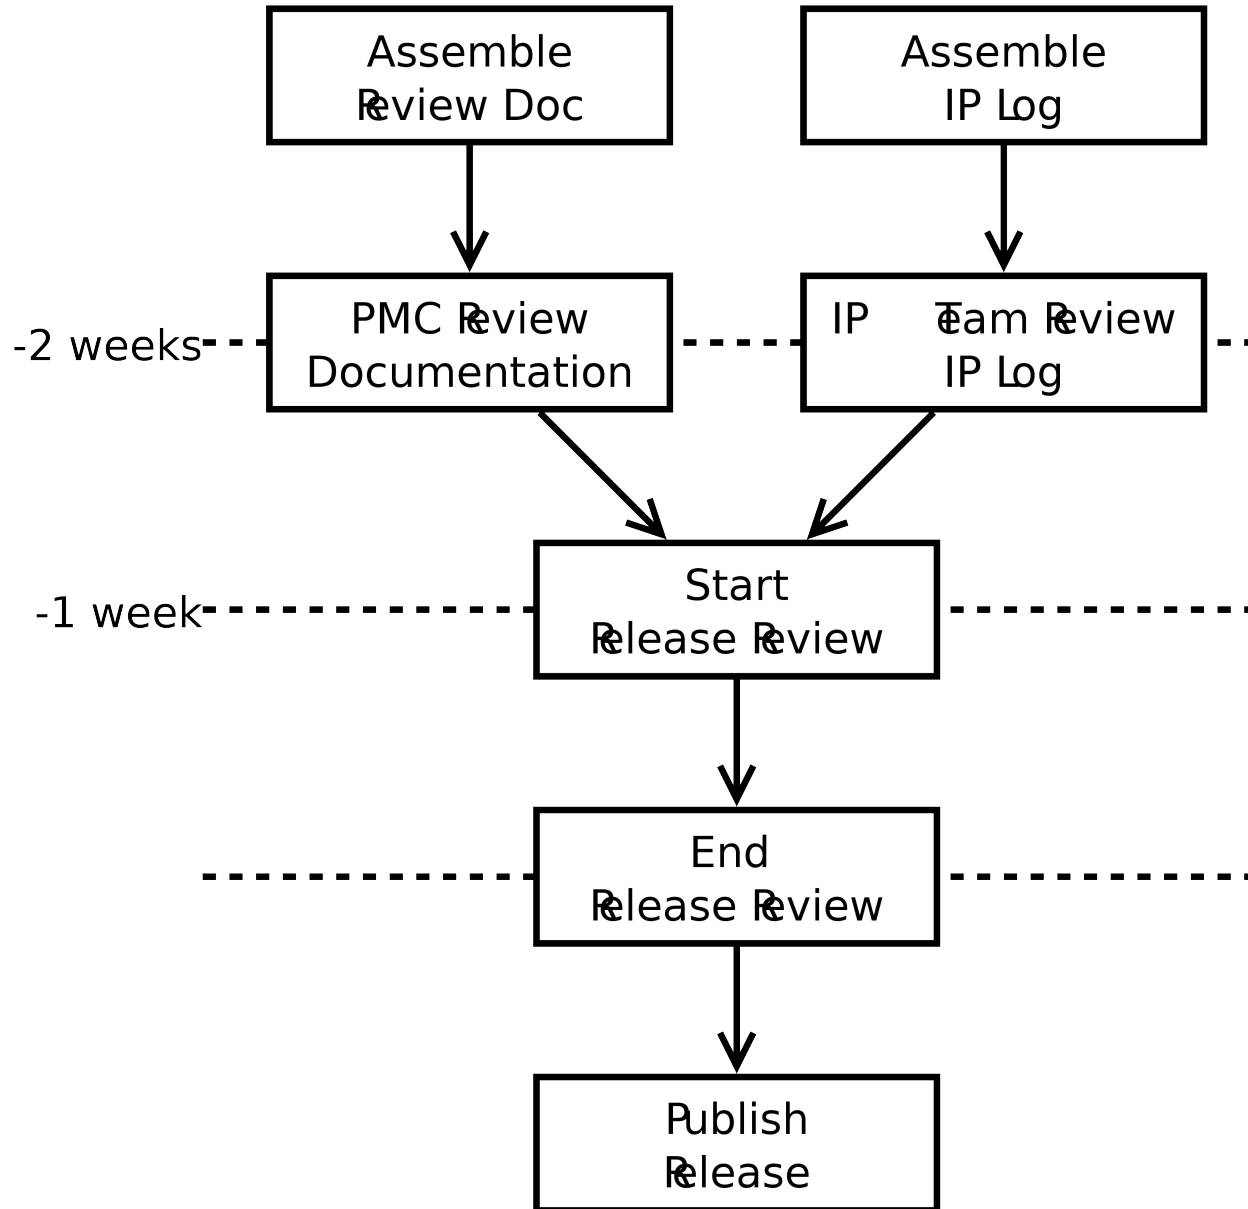 Assemble
Review Doc
Assemble
IP Log
-2 weeks
PMC Review
Documentation
IP Team Review
IP Log
-1 week
Start
Release Review
End
Release Review
Publish
Release